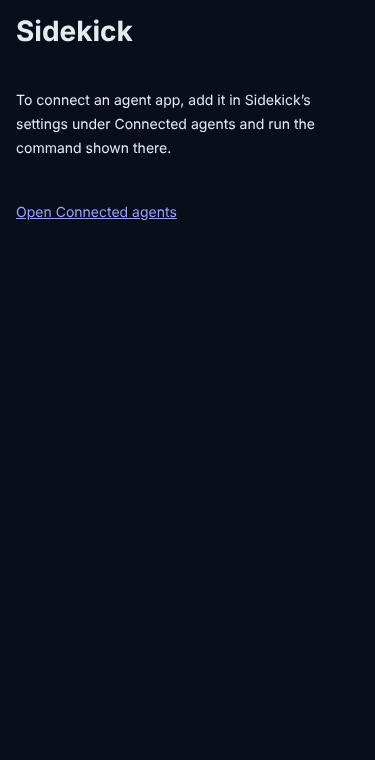 Sidekick
To connect an agent app, add it in Sidekick’s
settings under Connected agents and run the
command shown there.
Open Connected agents